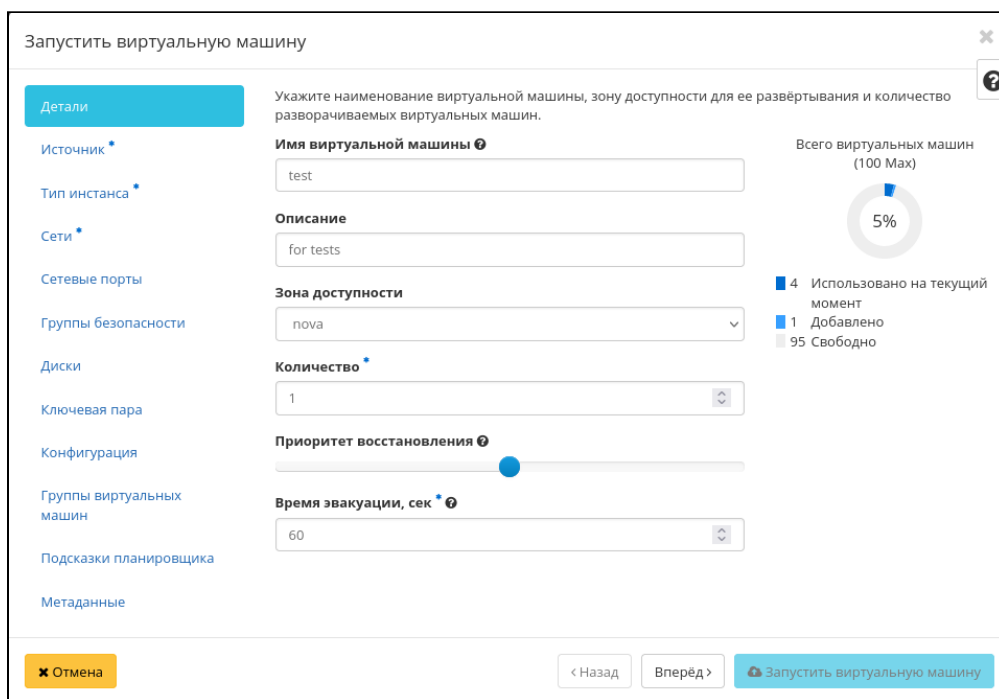 Запустить виртуальную машину
Детали
Источник *
Тип инстанса *
Сети *
Сетевые порты
Группы безопасности
Диски
Ключевая пара
Конфигурация
Группы виртуальных
машин
Подсказки планировщика
Метаданные
Укажите наименование виртуальной машины, зону доступности для ее развёртывания и количество
разворачиваемых виртуальных машин.
Имя виртуальной машины
test
Описание
for tests
Зона доступности
nova
Количество *
1
Приоритет восстановления
Время эвакуации, сек *
60
Всего виртуальных машин
(100 Max)
5%
4 Использовано на текущий
момент
1 Добавлено
95 Свободно
Отмена
‹ Назад
Вперёд ›
Запустить виртуальную машину